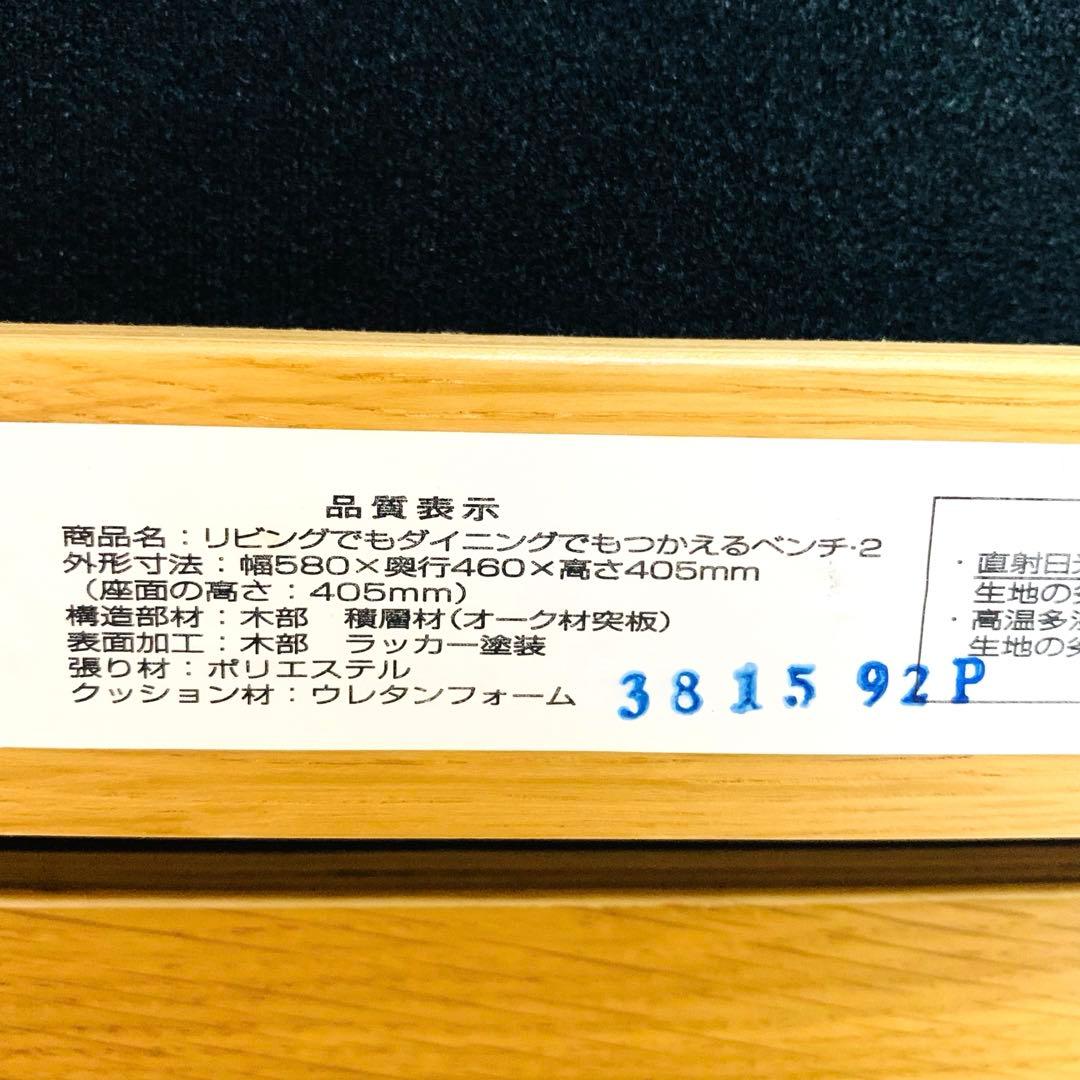 品質表示
商品名：リビングでもダイニングでもつかえるベンチ・2
外形寸法：幅580×奥行460×高さ405mm
（座面の高さ：405mm）
構造部材：木部　積層材(オーク材突板)
表面加工：木部　ラッカー塗装
張り材：ポリエステル
クッション材：ウレタンフォーム
3815 92P
・直射日
生地の
・高温多
生地の